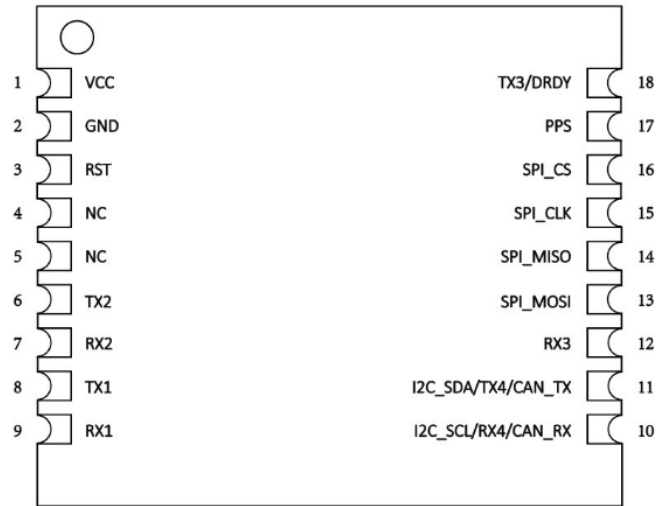 1 VCC TX3/DRDY 18
2 GND PPS 17
3 RST SPI_CS 16
4 NC SPI_CLK 15
5 NC SPI_MISO 14
6 TX2 SPI_MOSI 13
7 RX2 RX3 12
8 TX1 I2C_SDA/TX4/CAN_TX 11
9 RX1 I2C_SCL/RX4/CAN_RX 10